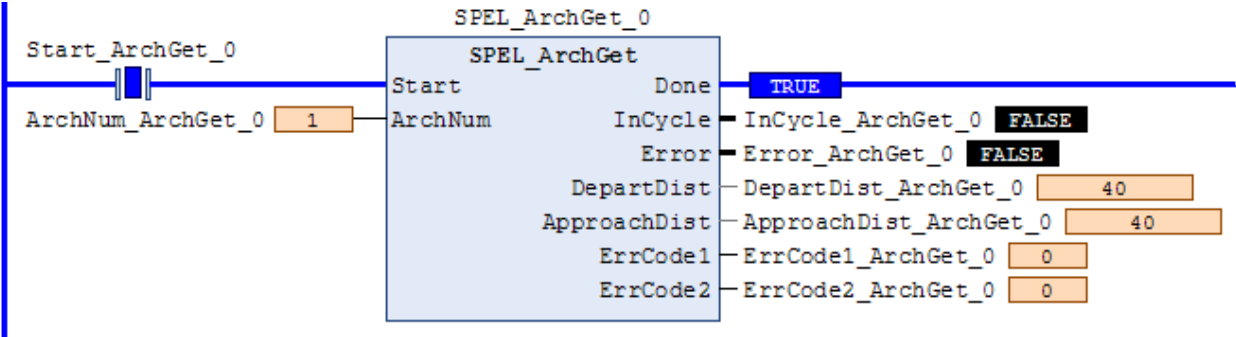 SPEL_ArchGet_0
Start_ArchGet_0
SPEL_ArchGet
Start Done TRUE
ArchNum_ArchGet_0 1 ArchNum InCycle InCycle_ArchGet_0 FALSE
Error Error_ArchGet_0 FALSE
DepartDist DepartDist_ArchGet_0 40
ApproachDist ApproachDist_ArchGet_0 40
ErrCode1 ErrCode1_ArchGet_0 0
ErrCode2 ErrCode2_ArchGet_0 0